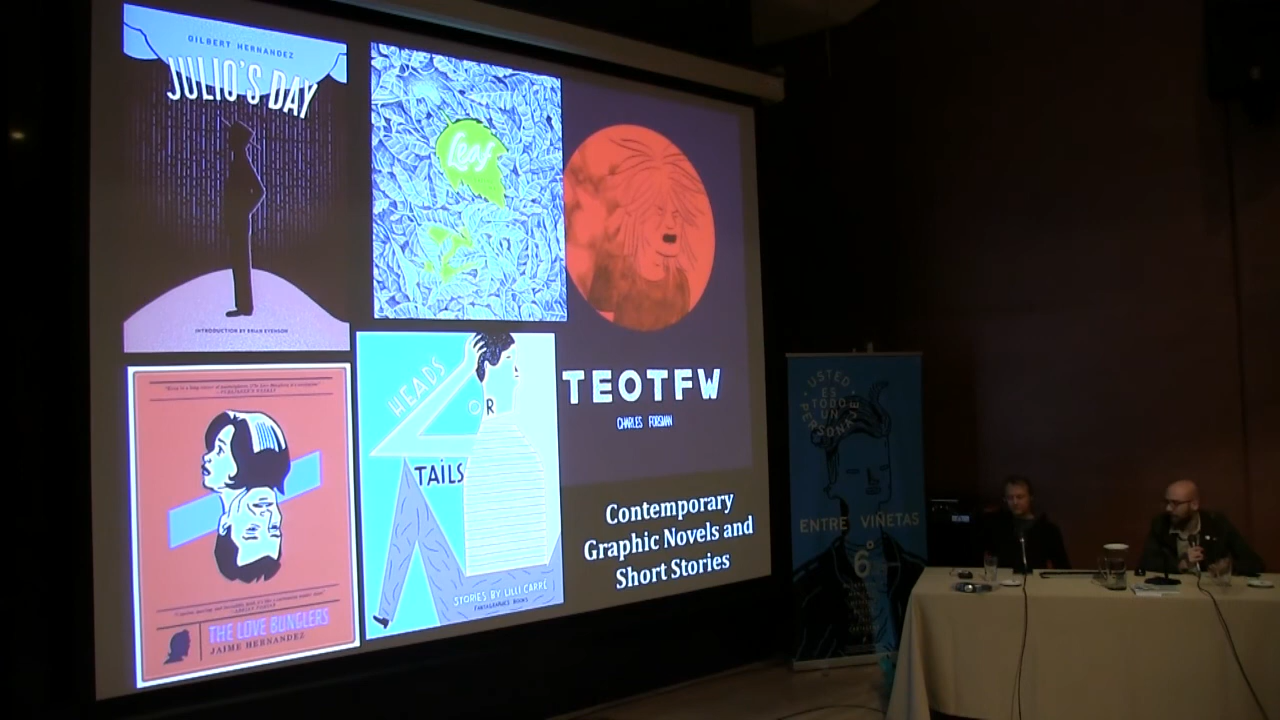 GILBERT HERNANDEZ
JULIO'S DAY
INTRODUCTION BY BRIAN EVENSON
Leaf
TEOTFW
CHARLES FORSMAN
THE LOVE BUNGLERS
JAIME HERNANDEZ
HEADS
OR
TAILS
STORIES BY LILLI CARRÉ
FANTAGRAPHICS BOOKS
Contemporary
Graphic Novels and
Short Stories
USTED
ES
TODO
UN
PERSONAJE
ENTRE VIÑETAS
6º